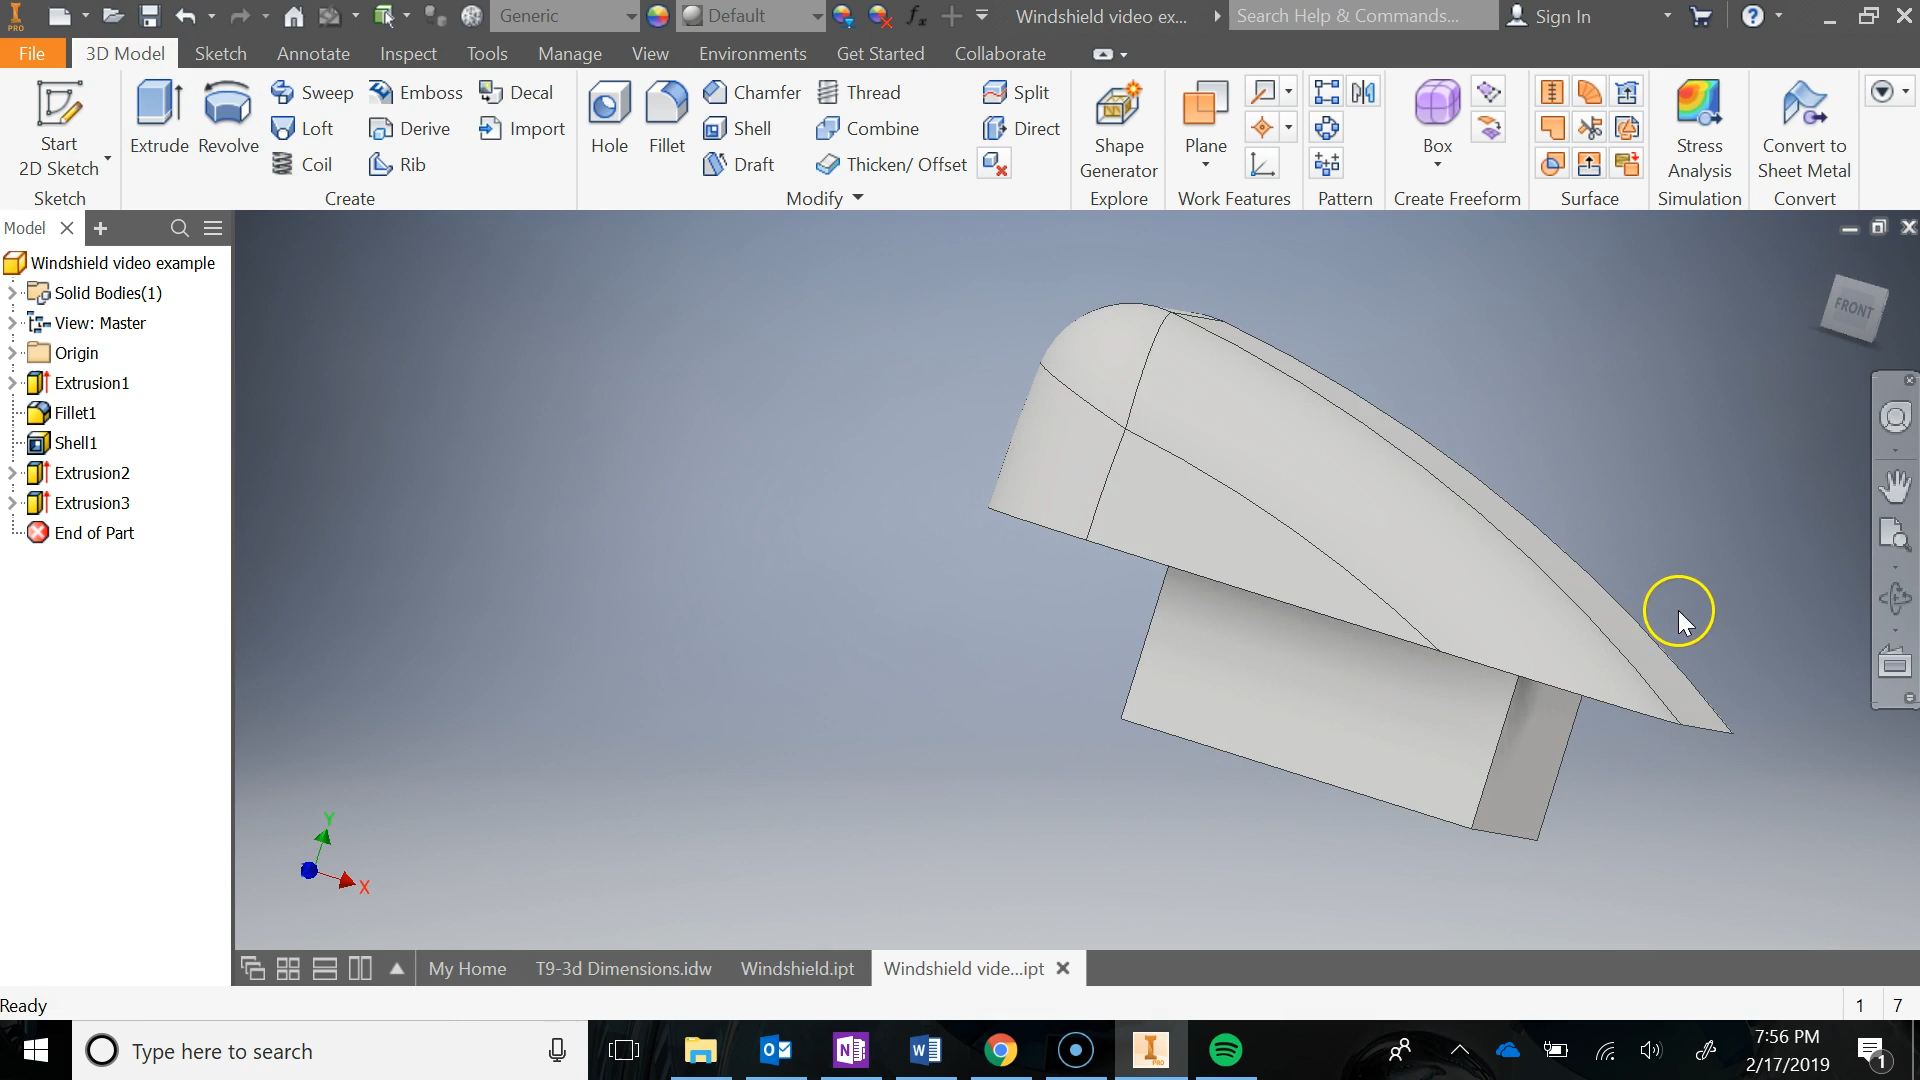 PRO
Generic
Default
fx
Windshield video ex...
Search Help & Commands...
Sign In
File
3D Model
Sketch
Annotate
Inspect
Tools
Manage
View
Environments
Get Started
Collaborate
Start
2D Sketch
Sketch
Extrude
Revolve
Sweep
Loft
Coil
Emboss
Derive
Rib
Decal
Import
Create
Hole
Fillet
Chamfer
Shell
Draft
Thread
Combine
Thicken/ Offset
Split
Direct
Modify
Shape
Generator
Explore
Plane
Work Features
Pattern
Box
Create Freeform
Surface
Stress
Analysis
Simulation
Convert to
Sheet Metal
Convert
Model
Windshield video example
Solid Bodies(1)
View: Master
Origin
Extrusion1
Fillet1
Shell1
Extrusion2
Extrusion3
End of Part
FRONT
Y
X
My Home
T9-3d Dimensions.idw
Windshield.ipt
Windshield vide...ipt
Ready
1
7
Type here to search
PRO
7:56 PM
2/17/2019
1